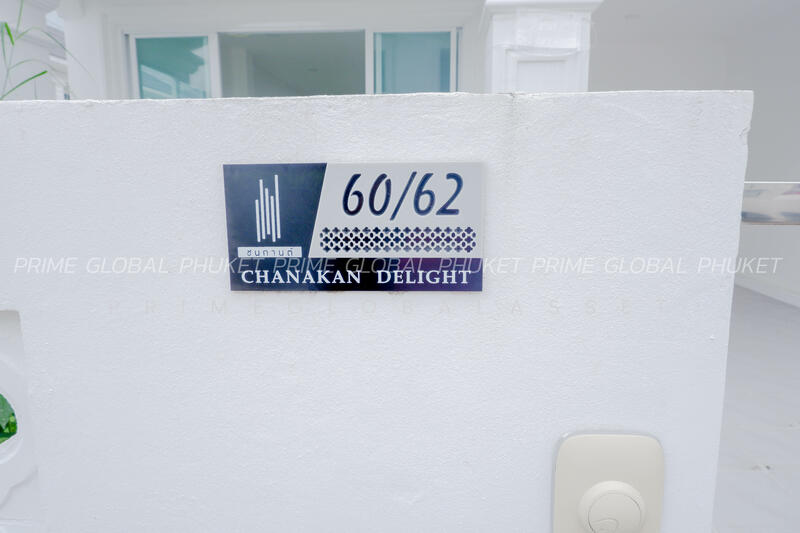 60/62
ชนกานต์
PRIME GLOBAL PHUKET PRIME GLOBAL PHUKET PRIME GLOBAL PHUKET
CHANAKAN DELIGHT
PRIMEGLOBALASSET